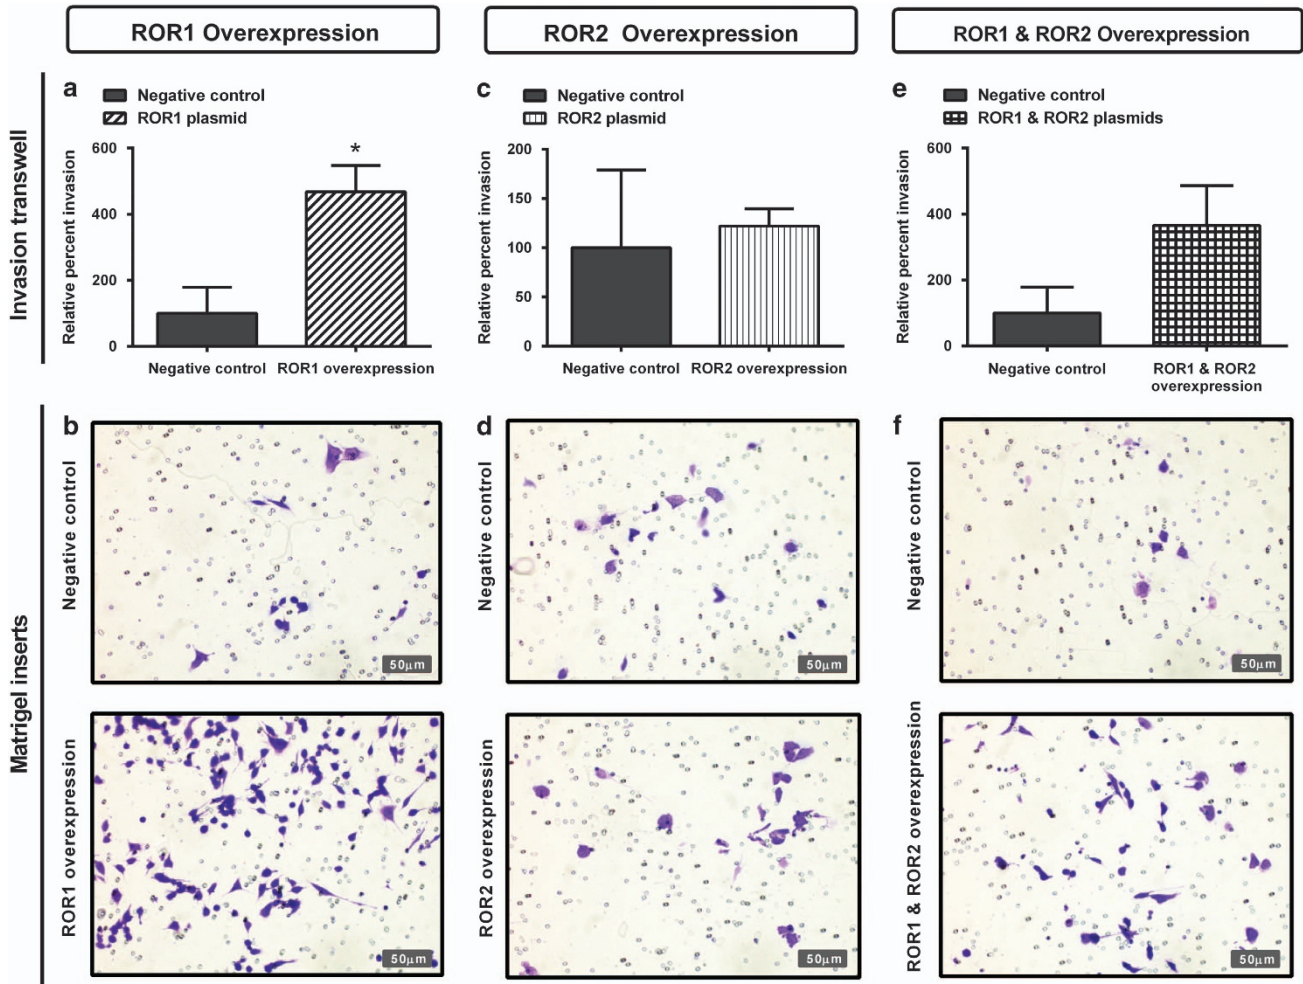 ROR1 Overexpression
ROR2 Overexpression
ROR1 & ROR2 Overexpression
Invasion transwell
a
Negative control
ROR1 plasmid
Relative percent invasion
600
400
200
0
*
Negative control
ROR1 overexpression
c
Negative control
ROR2 plasmid
Relative percent invasion
200
150
100
50
0
Negative control
ROR2 overexpression
e
Negative control
ROR1 & ROR2 plasmids
Relative percent invasion
600
400
200
0
Negative control
ROR1 & ROR2
overexpression
Matrigel inserts
b
Negative control
50µm
ROR1 overexpression
50µm
d
Negative control
50µm
ROR2 overexpression
50µm
f
Negative control
50µm
ROR1 & ROR2 overexpression
50µm